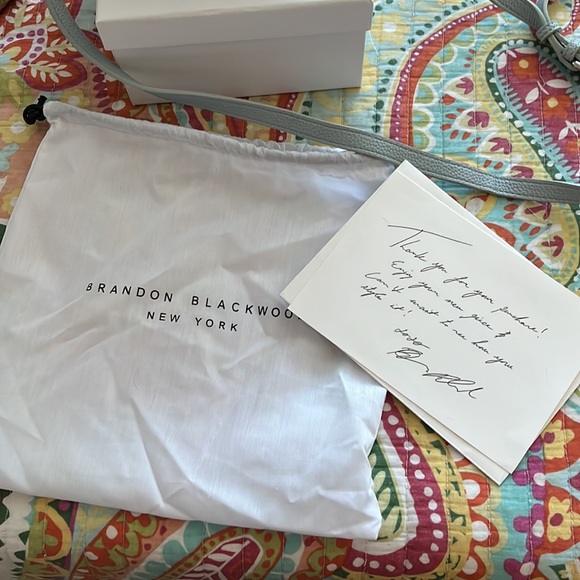 BRANDON BLACKWOO
NEW YORK
Thank you for your purchase!
Enjoy your new piece &
Can't wait to see how you
style it!
xoxo